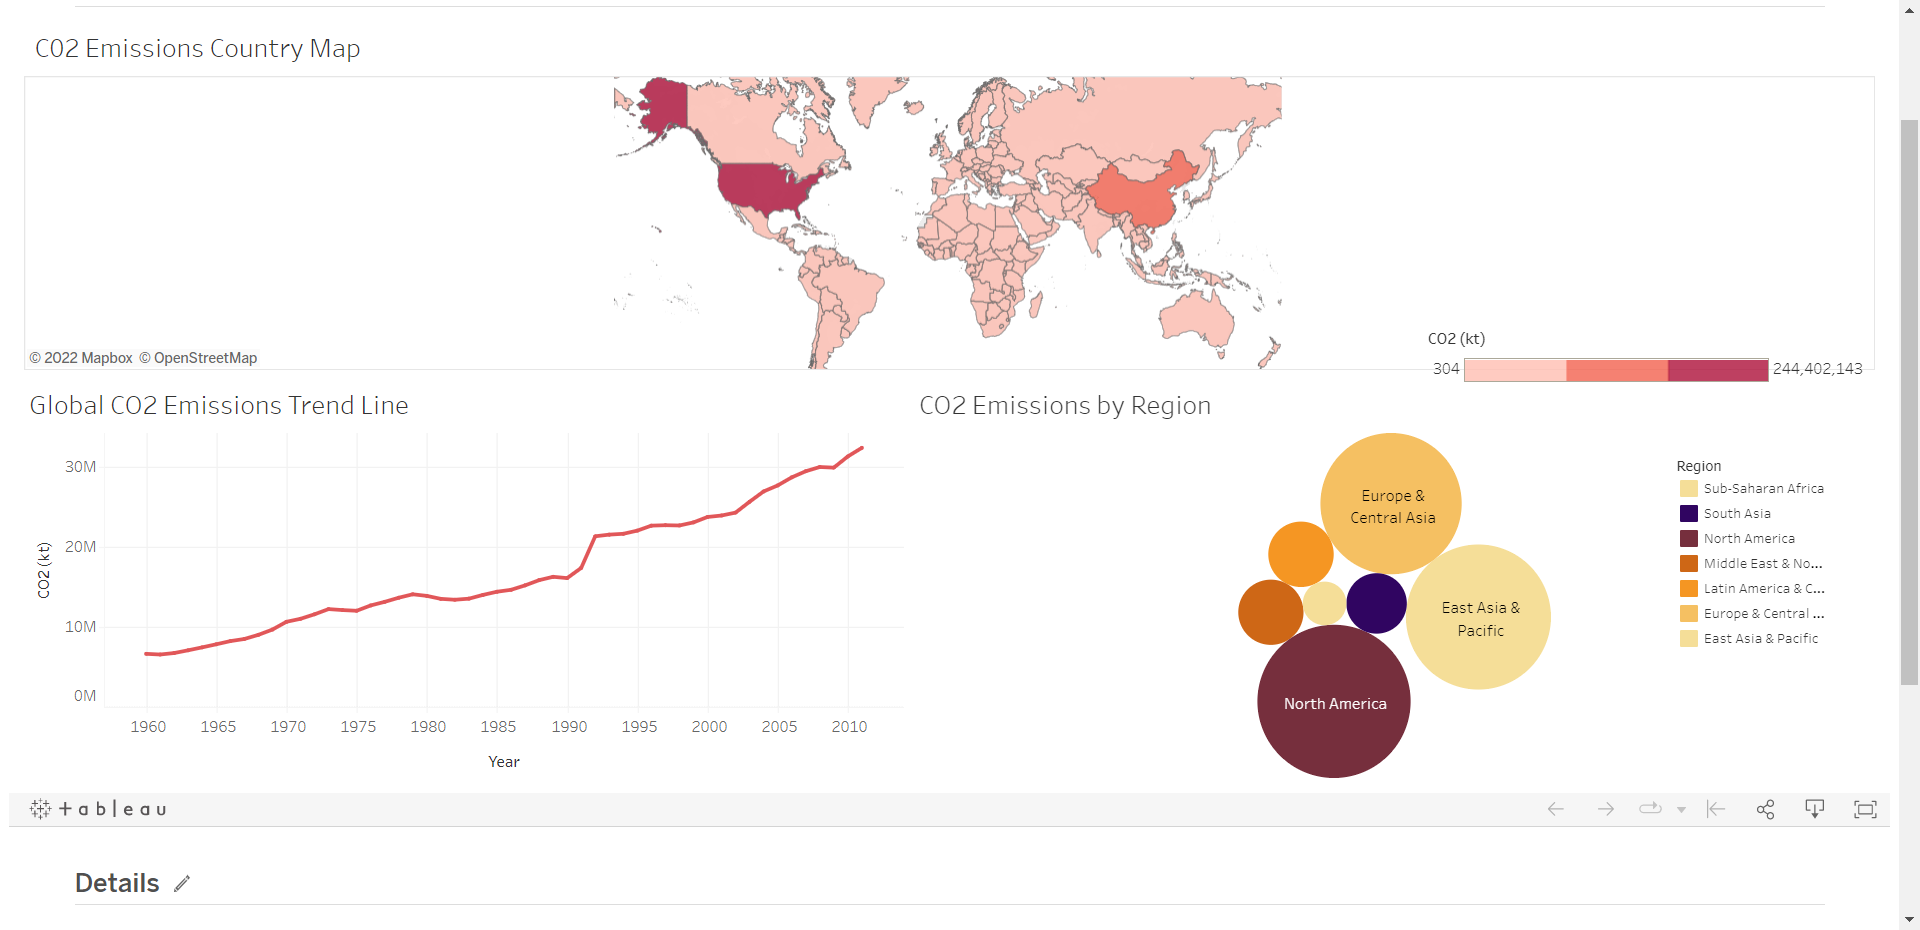 C02 Emissions Country Map
© 2022 Mapbox © OpenStreetMap
CO2 (kt)
304
244,402,143
Global CO2 Emissions Trend Line
30M
20M
10M
0M
CO2 (kt)
1960
1965
1970
1975
1980
1985
1990
1995
2000
2005
2010
Year
CO2 Emissions by Region
Europe &
Central Asia
East Asia &
Pacific
North America
Region
Sub-Saharan Africa
South Asia
North America
Middle East & No...
Latin America & C...
Europe & Central ...
East Asia & Pacific
+ableau
Details